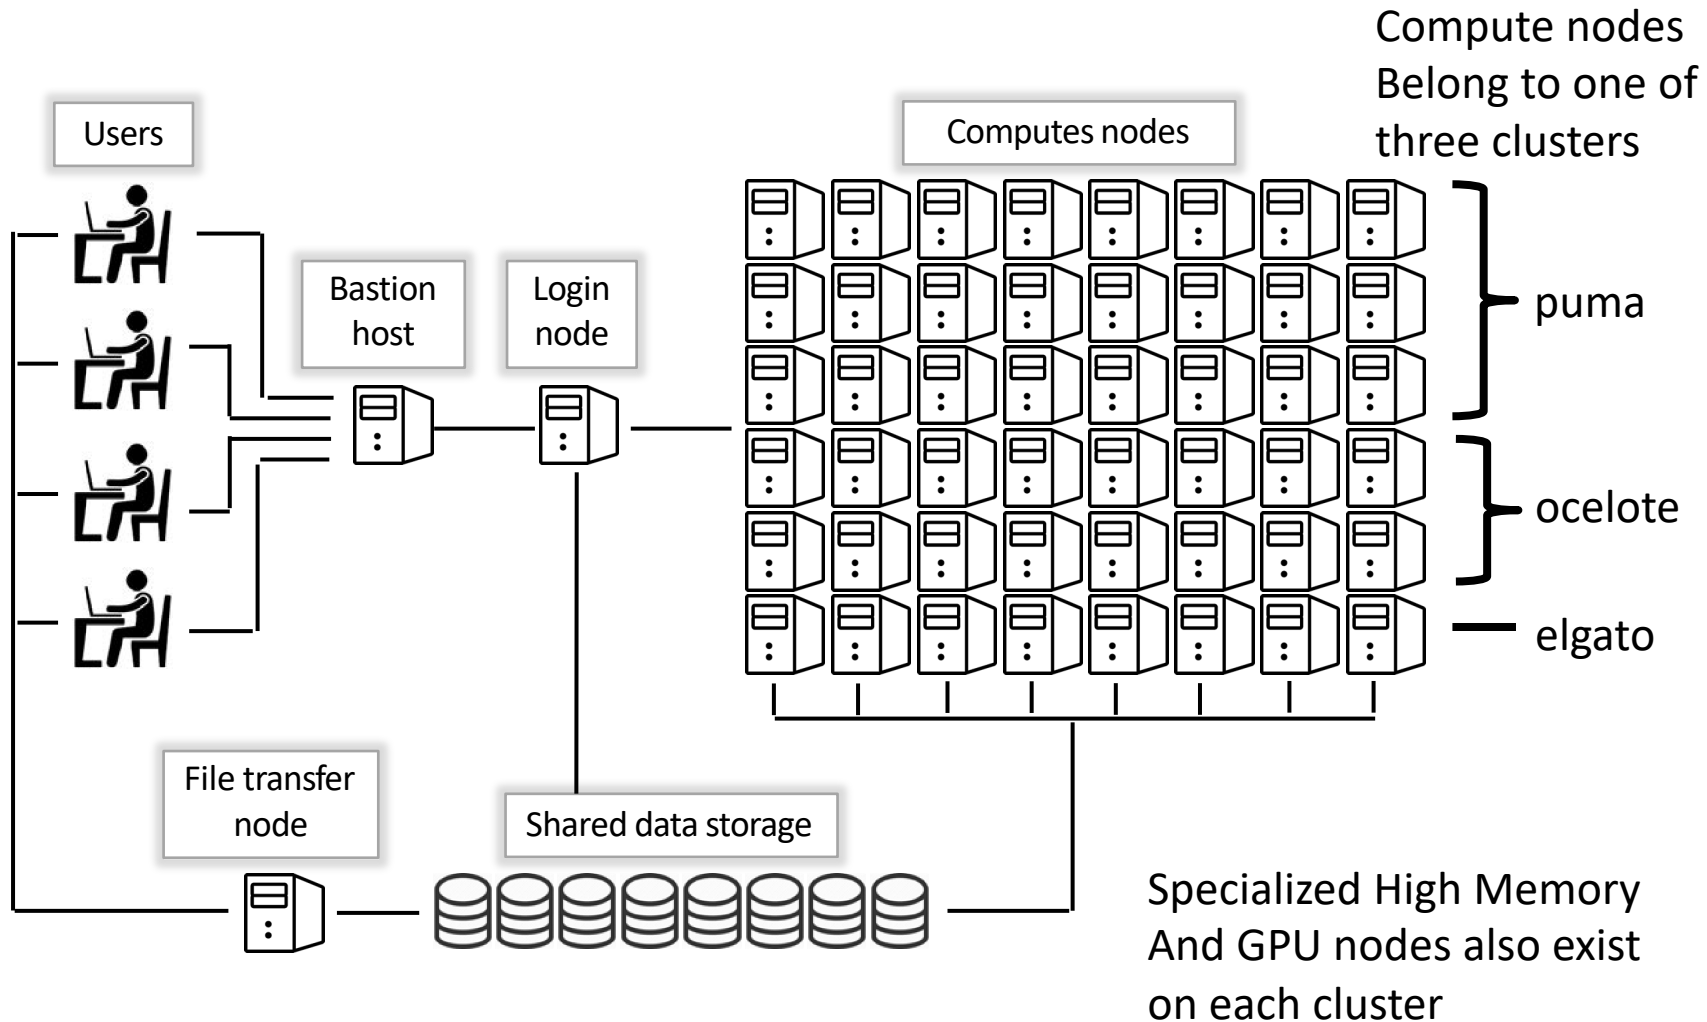 Compute nodes
Belong to one of
three clusters
Users
Computes nodes
Bastion
host
Login
node
puma
ocelote
elgato
File transfer
node
Shared data storage
Specialized High Memory
And GPU nodes also exist
on each cluster